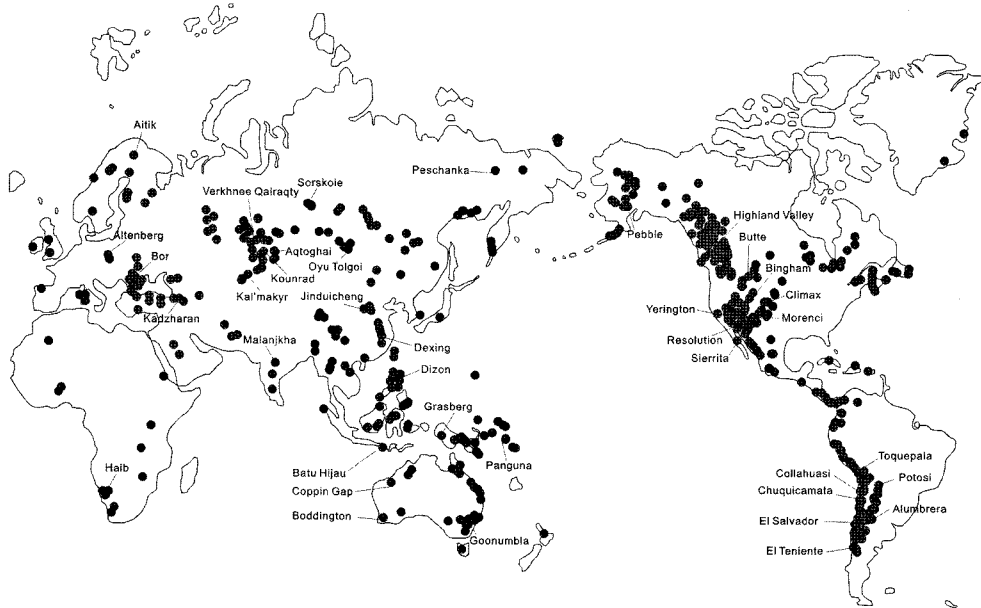 Aitik
Peschanka
Sorskoie
Verkhnee Qairaqty
Highland Valley
Pebble
Altenberg
Butte
Bor
Aqtoghai
Oyu Tolgoi
Bingham
Kounrad
Kal'makyr
Jinduicheng
Climax
Yerington
Kadzharan
Morenci
Malanjkha
Resolution
Dexing
Sierrita
Dizon
Grasberg
Toquepala
Haib
Panguna
Batu Hijau
Collahuasi
Potosi
Coppin Gap
Chuquicamata
Alumbrera
Boddington
El Salvador
Goonumbla
El Teniente